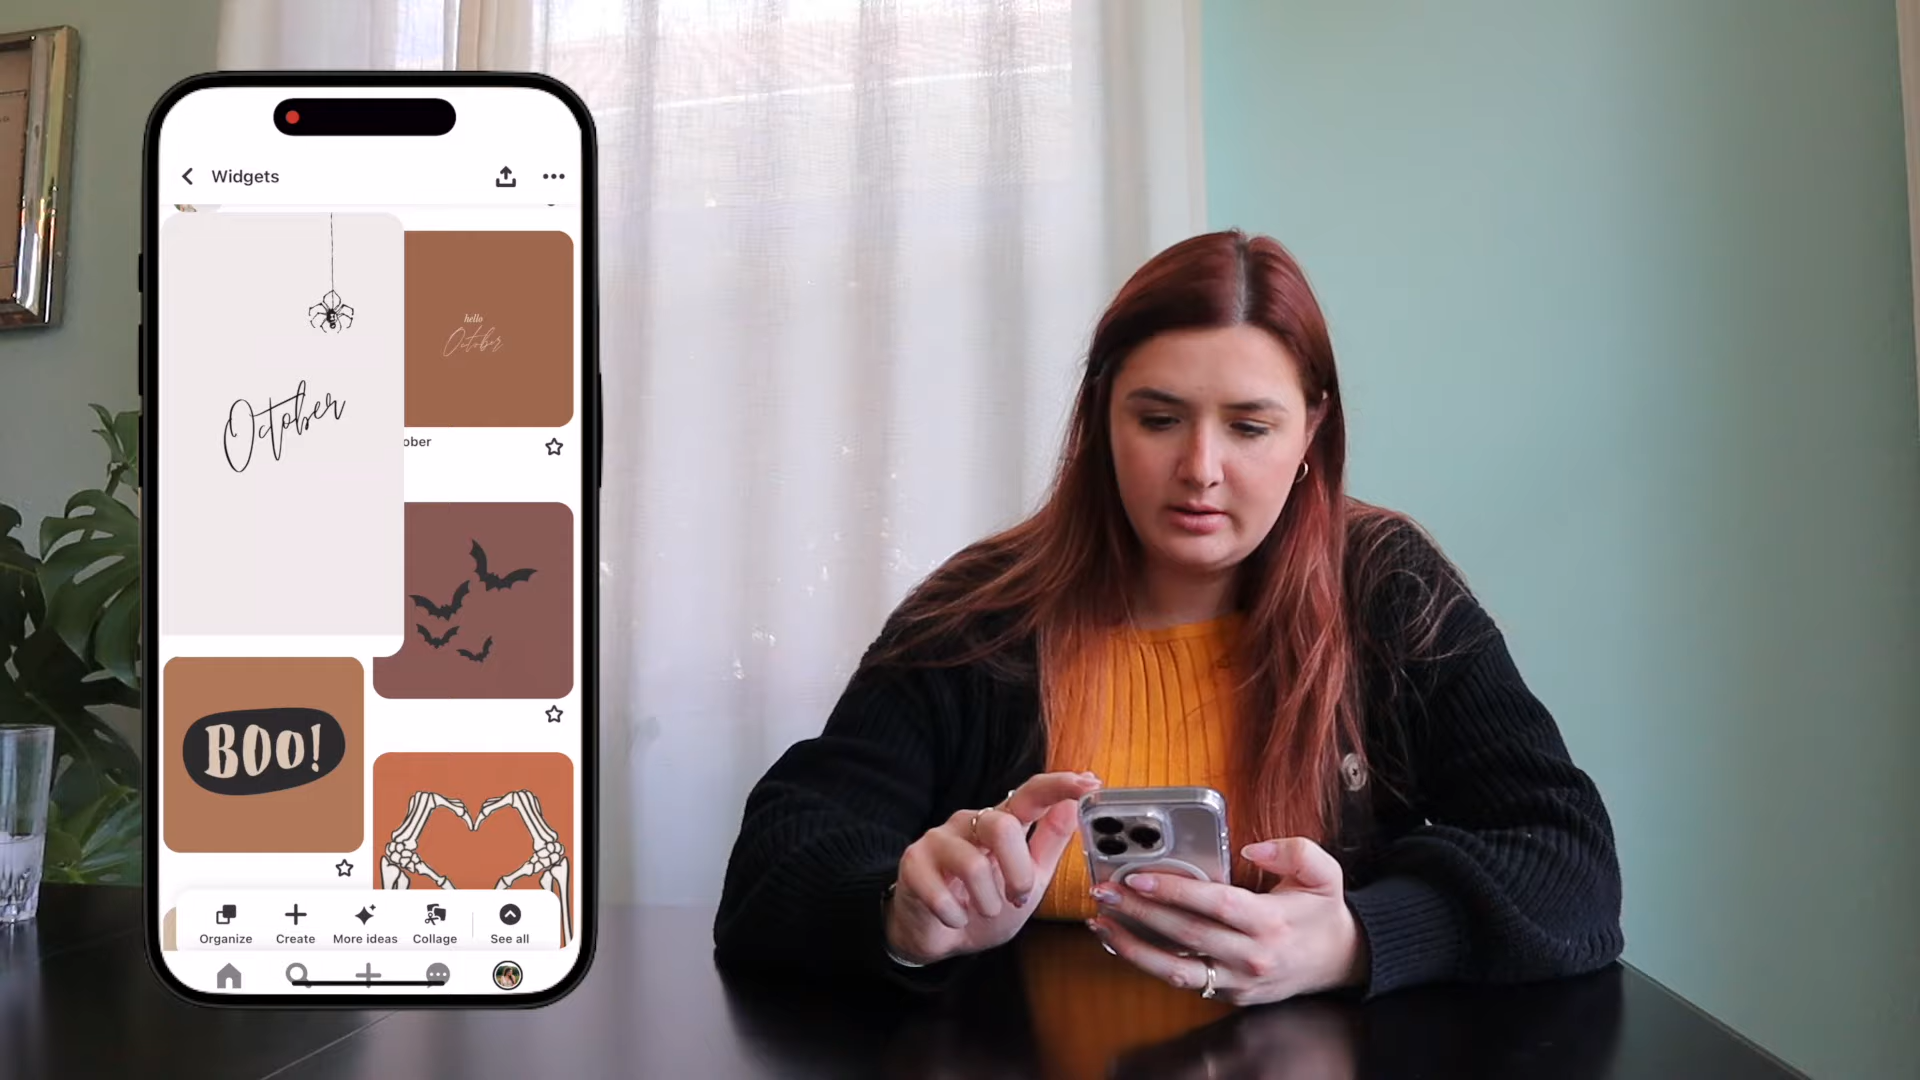 Widgets
October
hello
October
ober
BOO!
Organize
Create
More ideas
Collage
See all